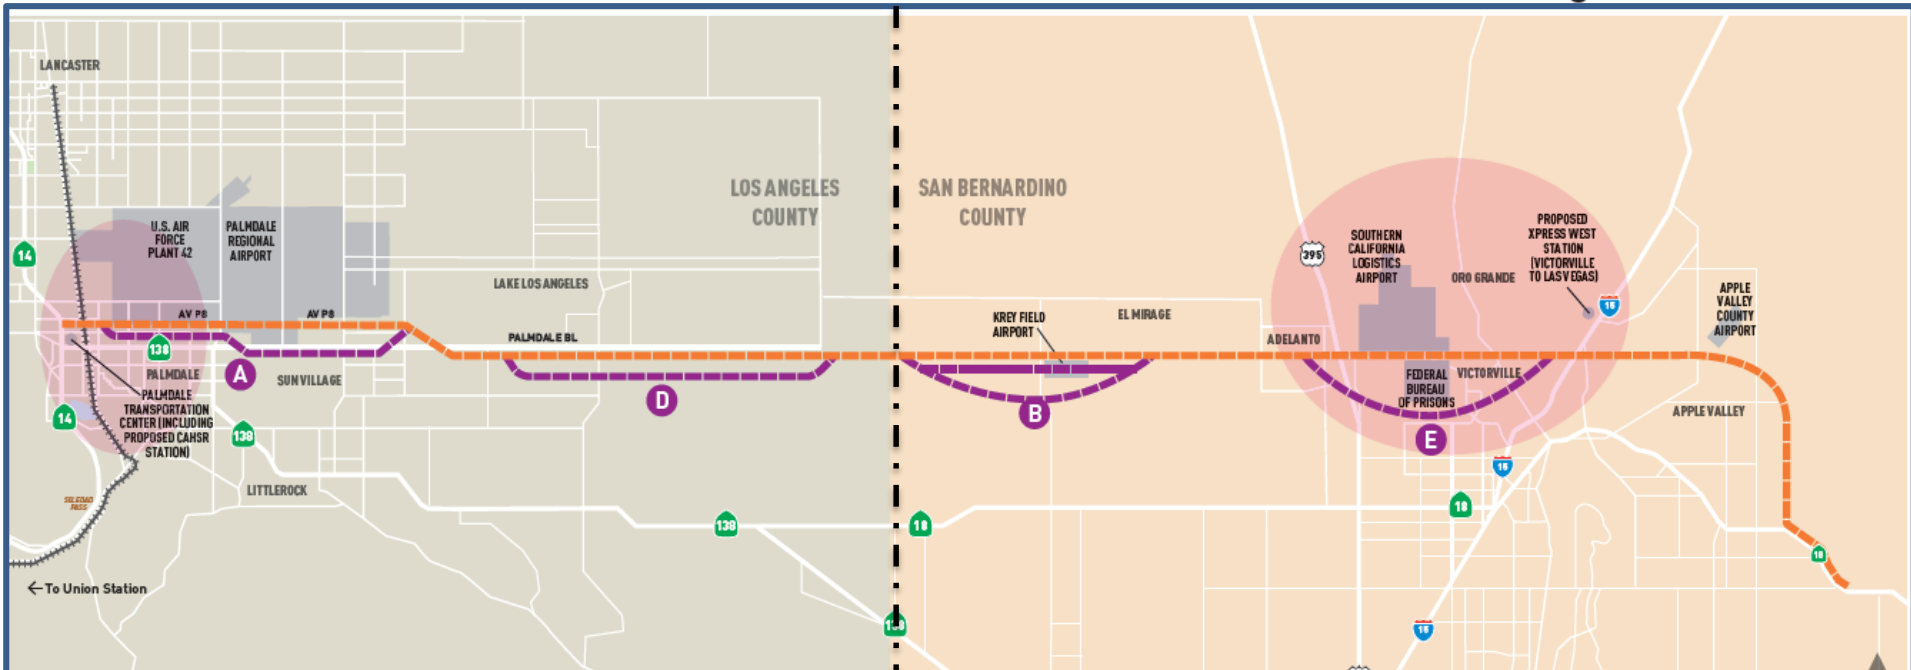 LANCASTER
LOS ANGELES
COUNTY
SAN BERNARDINO
COUNTY
U.S. AIR
FORCE
PLANT 42
PALMDALE
REGIONAL
AIRPORT
14
LAKE LOS ANGELES
AV P8
AV P8
PALMDALE BL
138
A
PALMDALE
SUN VILLAGE
D
PALMDALE
TRANSPORTATION
CENTER (INCLUDING
PROPOSED CAHSR
STATION)
14
138
LITTLEROCK
SOLEDAD
PASS
138
18
138
←To Union Station
KREY FIELD
AIRPORT
EL MIRAGE
B
395
SOUTHERN
CALIFORNIA
LOGISTICS
AIRPORT
ORO GRANDE
PROPOSED
XPRESS WEST
STATION
(VICTORVILLE
TO LAS VEGAS)
15
APPLE
VALLEY
COUNTY
AIRPORT
ADELANTO
FEDERAL
BUREAU
OF PRISONS
VICTORVILLE
E
APPLE VALLEY
15
18
18
15